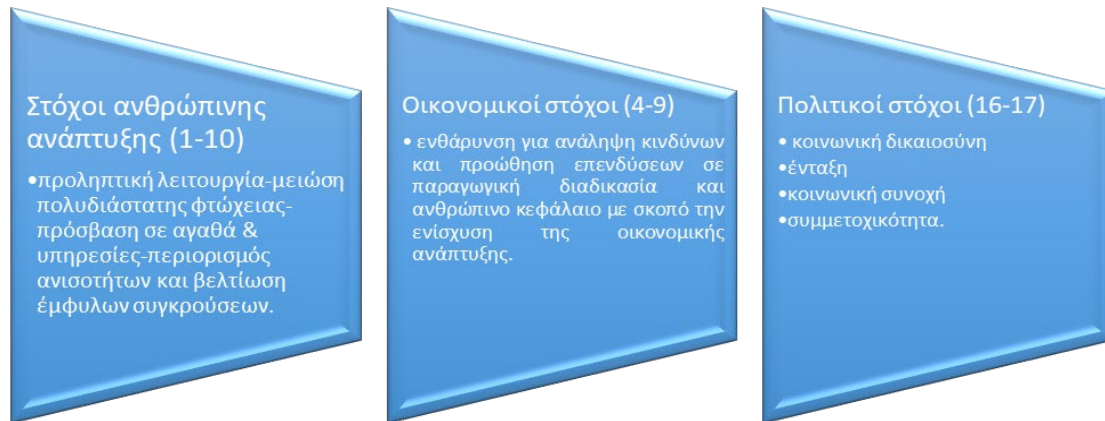 Στόχοι ανθρώπινης
ανάπτυξης (1-10)
•προληπτική λειτουργία-μειώση
πολυδιάστατης φτώχειας-
πρόσβαση σε αγαθά &
υπηρεσίες-περιορισμός
ανισοτήτων και βελτίωση
έμφυλων συγκρούσεων.
Οικονομικοί στόχοι (4-9)
• ενθάρυνση για ανάληψη κινδύνων
και προώθηση επενδύσεων σε
παραγωγική διαδικασία και
ανθρώπινο κεφάλαιο με σκοπό την
ενίσχυση της οικονομικής
ανάπτυξης.
Πολιτικοί στόχοι (16-17)
• κοινωνική δικαιοσύνη
•ένταξη
•κοινωνική συνοχή
•συμμετοχικότητα.